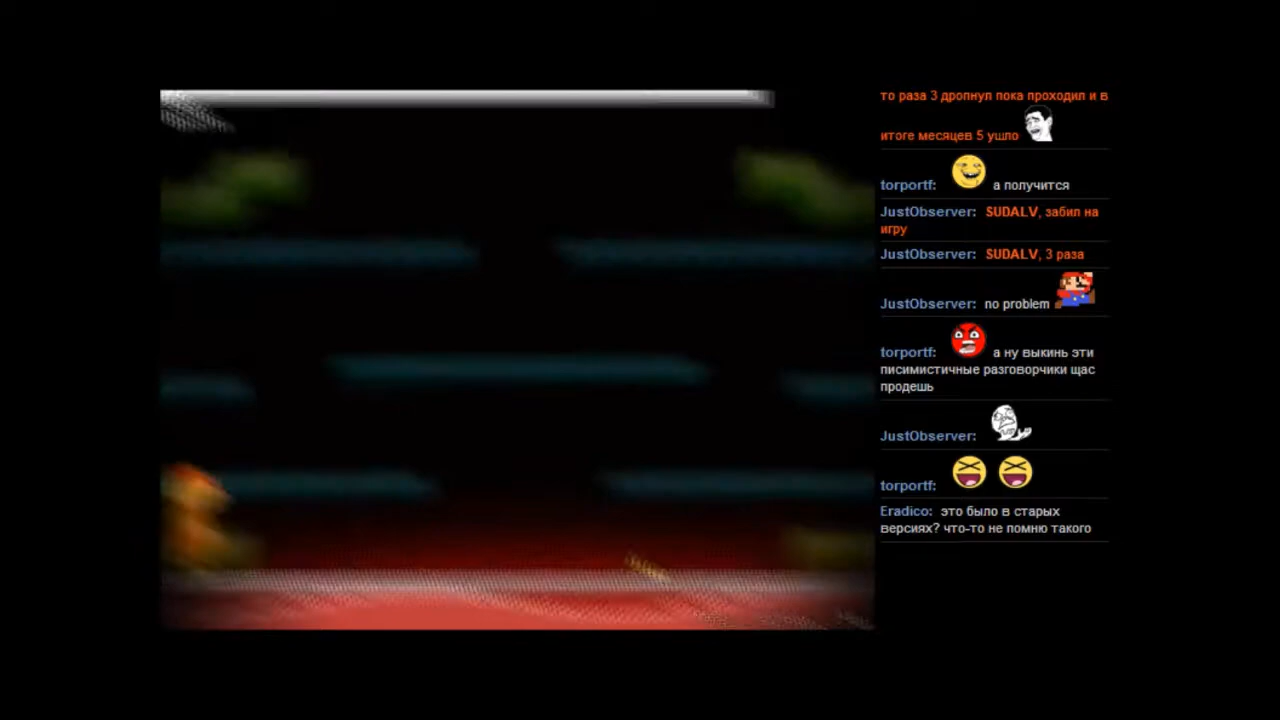 то раза 3 дропнул пока проходил и в
итоге месяцев 5 ушло
torportf: а получится
JustObserver: SUDALV, забил на
игру
JustObserver: SUDALV, 3 раза
JustObserver: no problem
torportf: а ну выкинь эти
писимистичные разговорчики щас
продешь
JustObserver:
torportf:
Eradico: это было в старых
версиях? что-то не помню такого